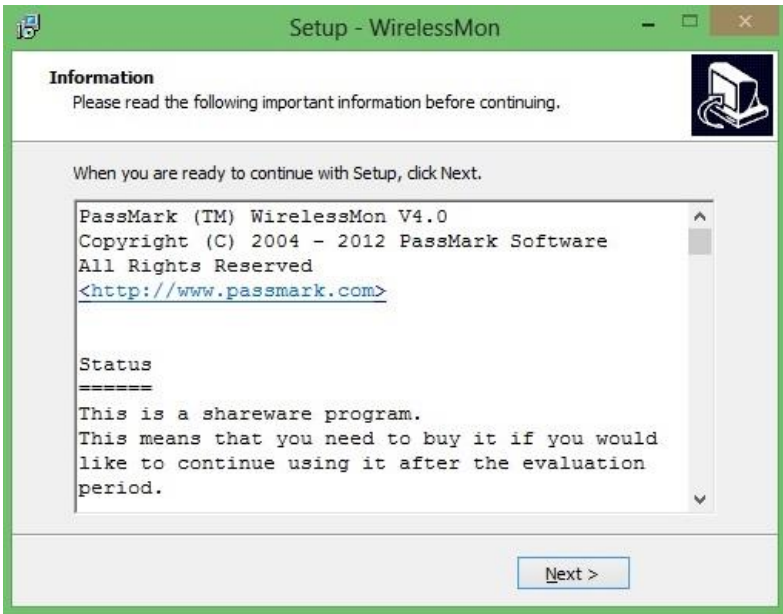 Setup - WirelessMon
Information
Please read the following important information before continuing.
When you are ready to continue with Setup, click Next.
PassMark (TM) WirelessMon V4.0
Copyright (C) 2004 - 2012 PassMark Software
All Rights Reserved
<http://www.passmark.com>
Status
======
This is a shareware program.
This means that you need to buy it if you would
like to continue using it after the evaluation
period.
Next >